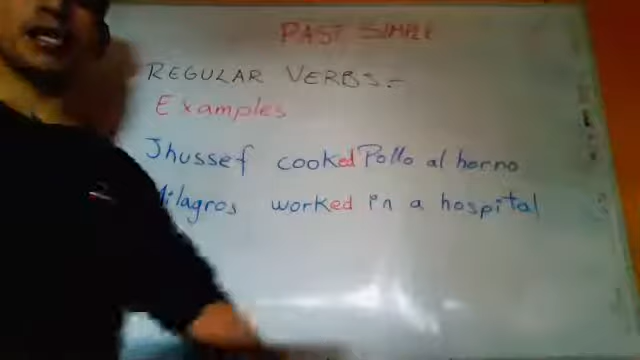 PAST SIMPLE
REGULAR VERBS.-
Examples
Jhussef cooked Pollo al horno
Milagros worked in a hospital